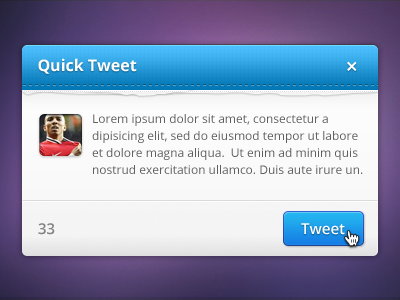 Quick Tweet ×
Lorem ipsum dolor sit amet, consectetur a
dipisicing elit, sed do eiusmod tempor ut labore
et dolore magna aliqua.  Ut enim ad minim quis
nostrud exercitation ullamco. Duis aute irure un.
33
Tweet